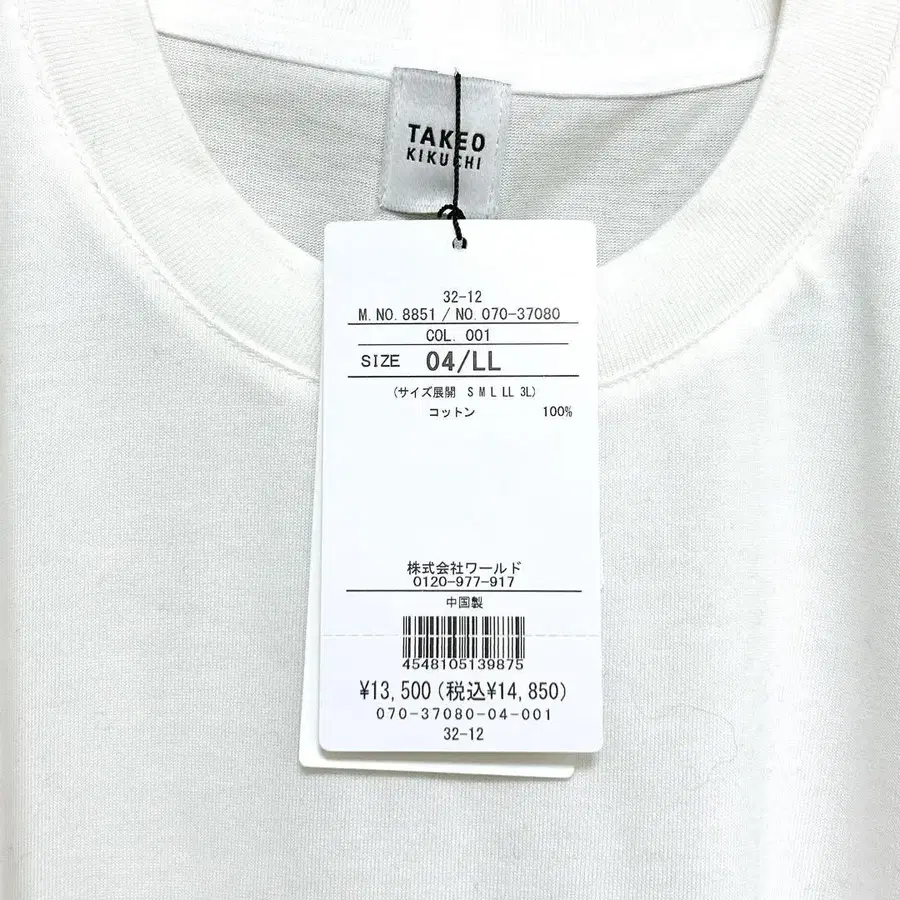 TAKEO
KIKUCHI
32-12
M. NO. 8851 / NO. 070-37080
COL. 001
SIZE 04/LL
(サイズ展開 S M L LL 3L)
コットン 100%
株式会社ワールド
0120-977-917
中国製
4548105139875
¥13,500(税込¥14,850)
070-37080-04-001
32-12